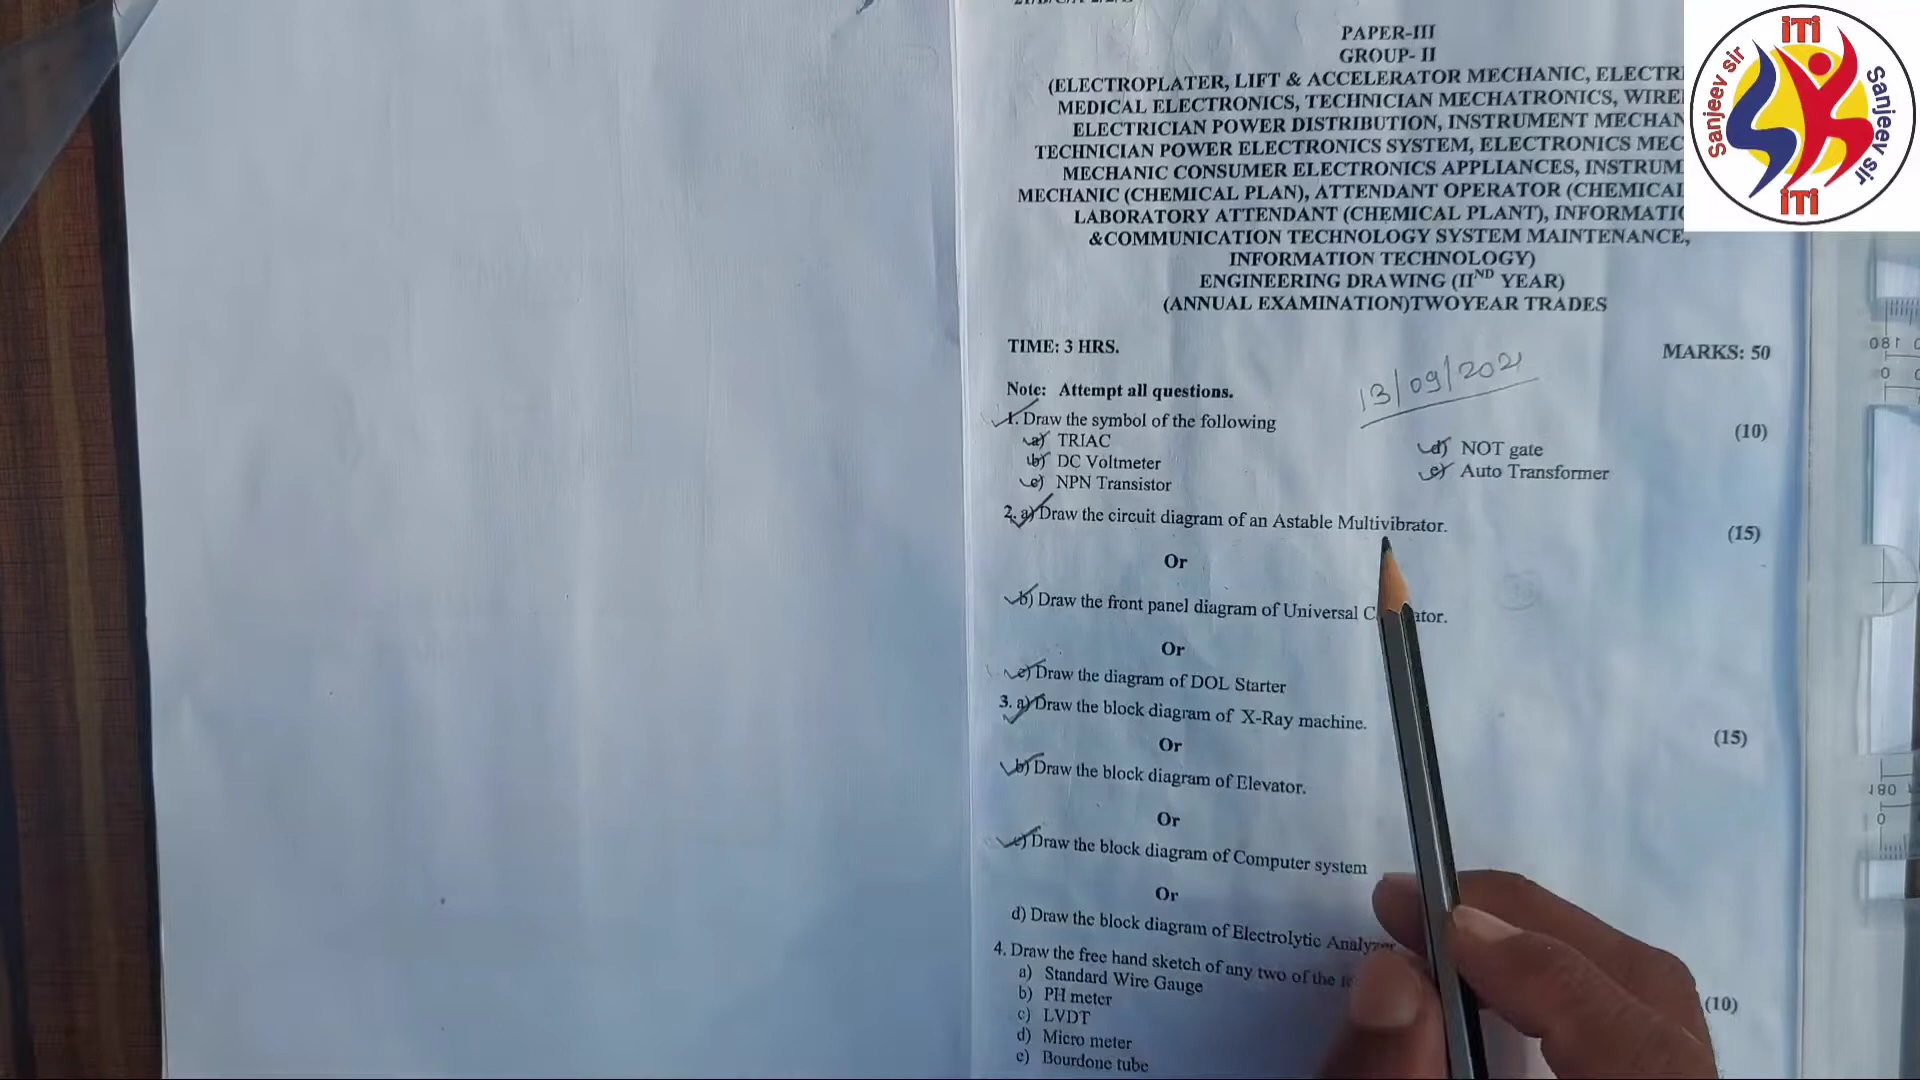 PAPER-III
GROUP- II
(ELECTROPLATER, LIFT & ACCELERATOR MECHANIC,
MEDICAL ELECTRONICS, TECHNICIAN MECHATRONICS,
ELECTRICIAN POWER DISTRIBUTION, INSTRUMENT
TECHNICIAN POWER ELECTRONICS SYSTEM, ELECTRONICS
MECHANIC CONSUMER ELECTRONICS APPLIANCES,
MECHANIC (CHEMICAL PLAN), ATTENDANT OPERATOR (CHEMICAL
LABORATORY ATTENDANT (CHEMICAL PLANT),
&COMMUNICATION TECHNOLOGY SYSTEM MAINTENANCE,
INFORMATION TECHNOLOGY)
ENGINEERING DRAWING (IIND YEAR)
(ANNUAL EXAMINATION)TWOYEAR TRADES
TIME: 3 HRS. MARKS: 50
13/09/2021
Note: Attempt all questions.
1. Draw the symbol of the following (10)
a) TRIAC
b) DC Voltmeter
c) NPN Transistor
d) NOT gate
e) Auto Transformer
2. a) Draw the circuit diagram of an Astable Multivibrator. (15)
Or
b) Draw the front panel diagram of Universal
Or
c) Draw the diagram of DOL Starter
3. a) Draw the block diagram of X-Ray machine. (15)
Or
b) Draw the block diagram of Elevator.
Or
c) Draw the block diagram of Computer system
Or
d) Draw the block diagram of Electrolytic Analyzer
4. Draw the free hand sketch of any two of the (10)
a) Standard Wire Gauge
b) PH meter
c) LVDT
d) Micro meter
e) Bourdone tube
iTi
Sanjeev sir
Sanjeev sir
iTi
180
0
180
0